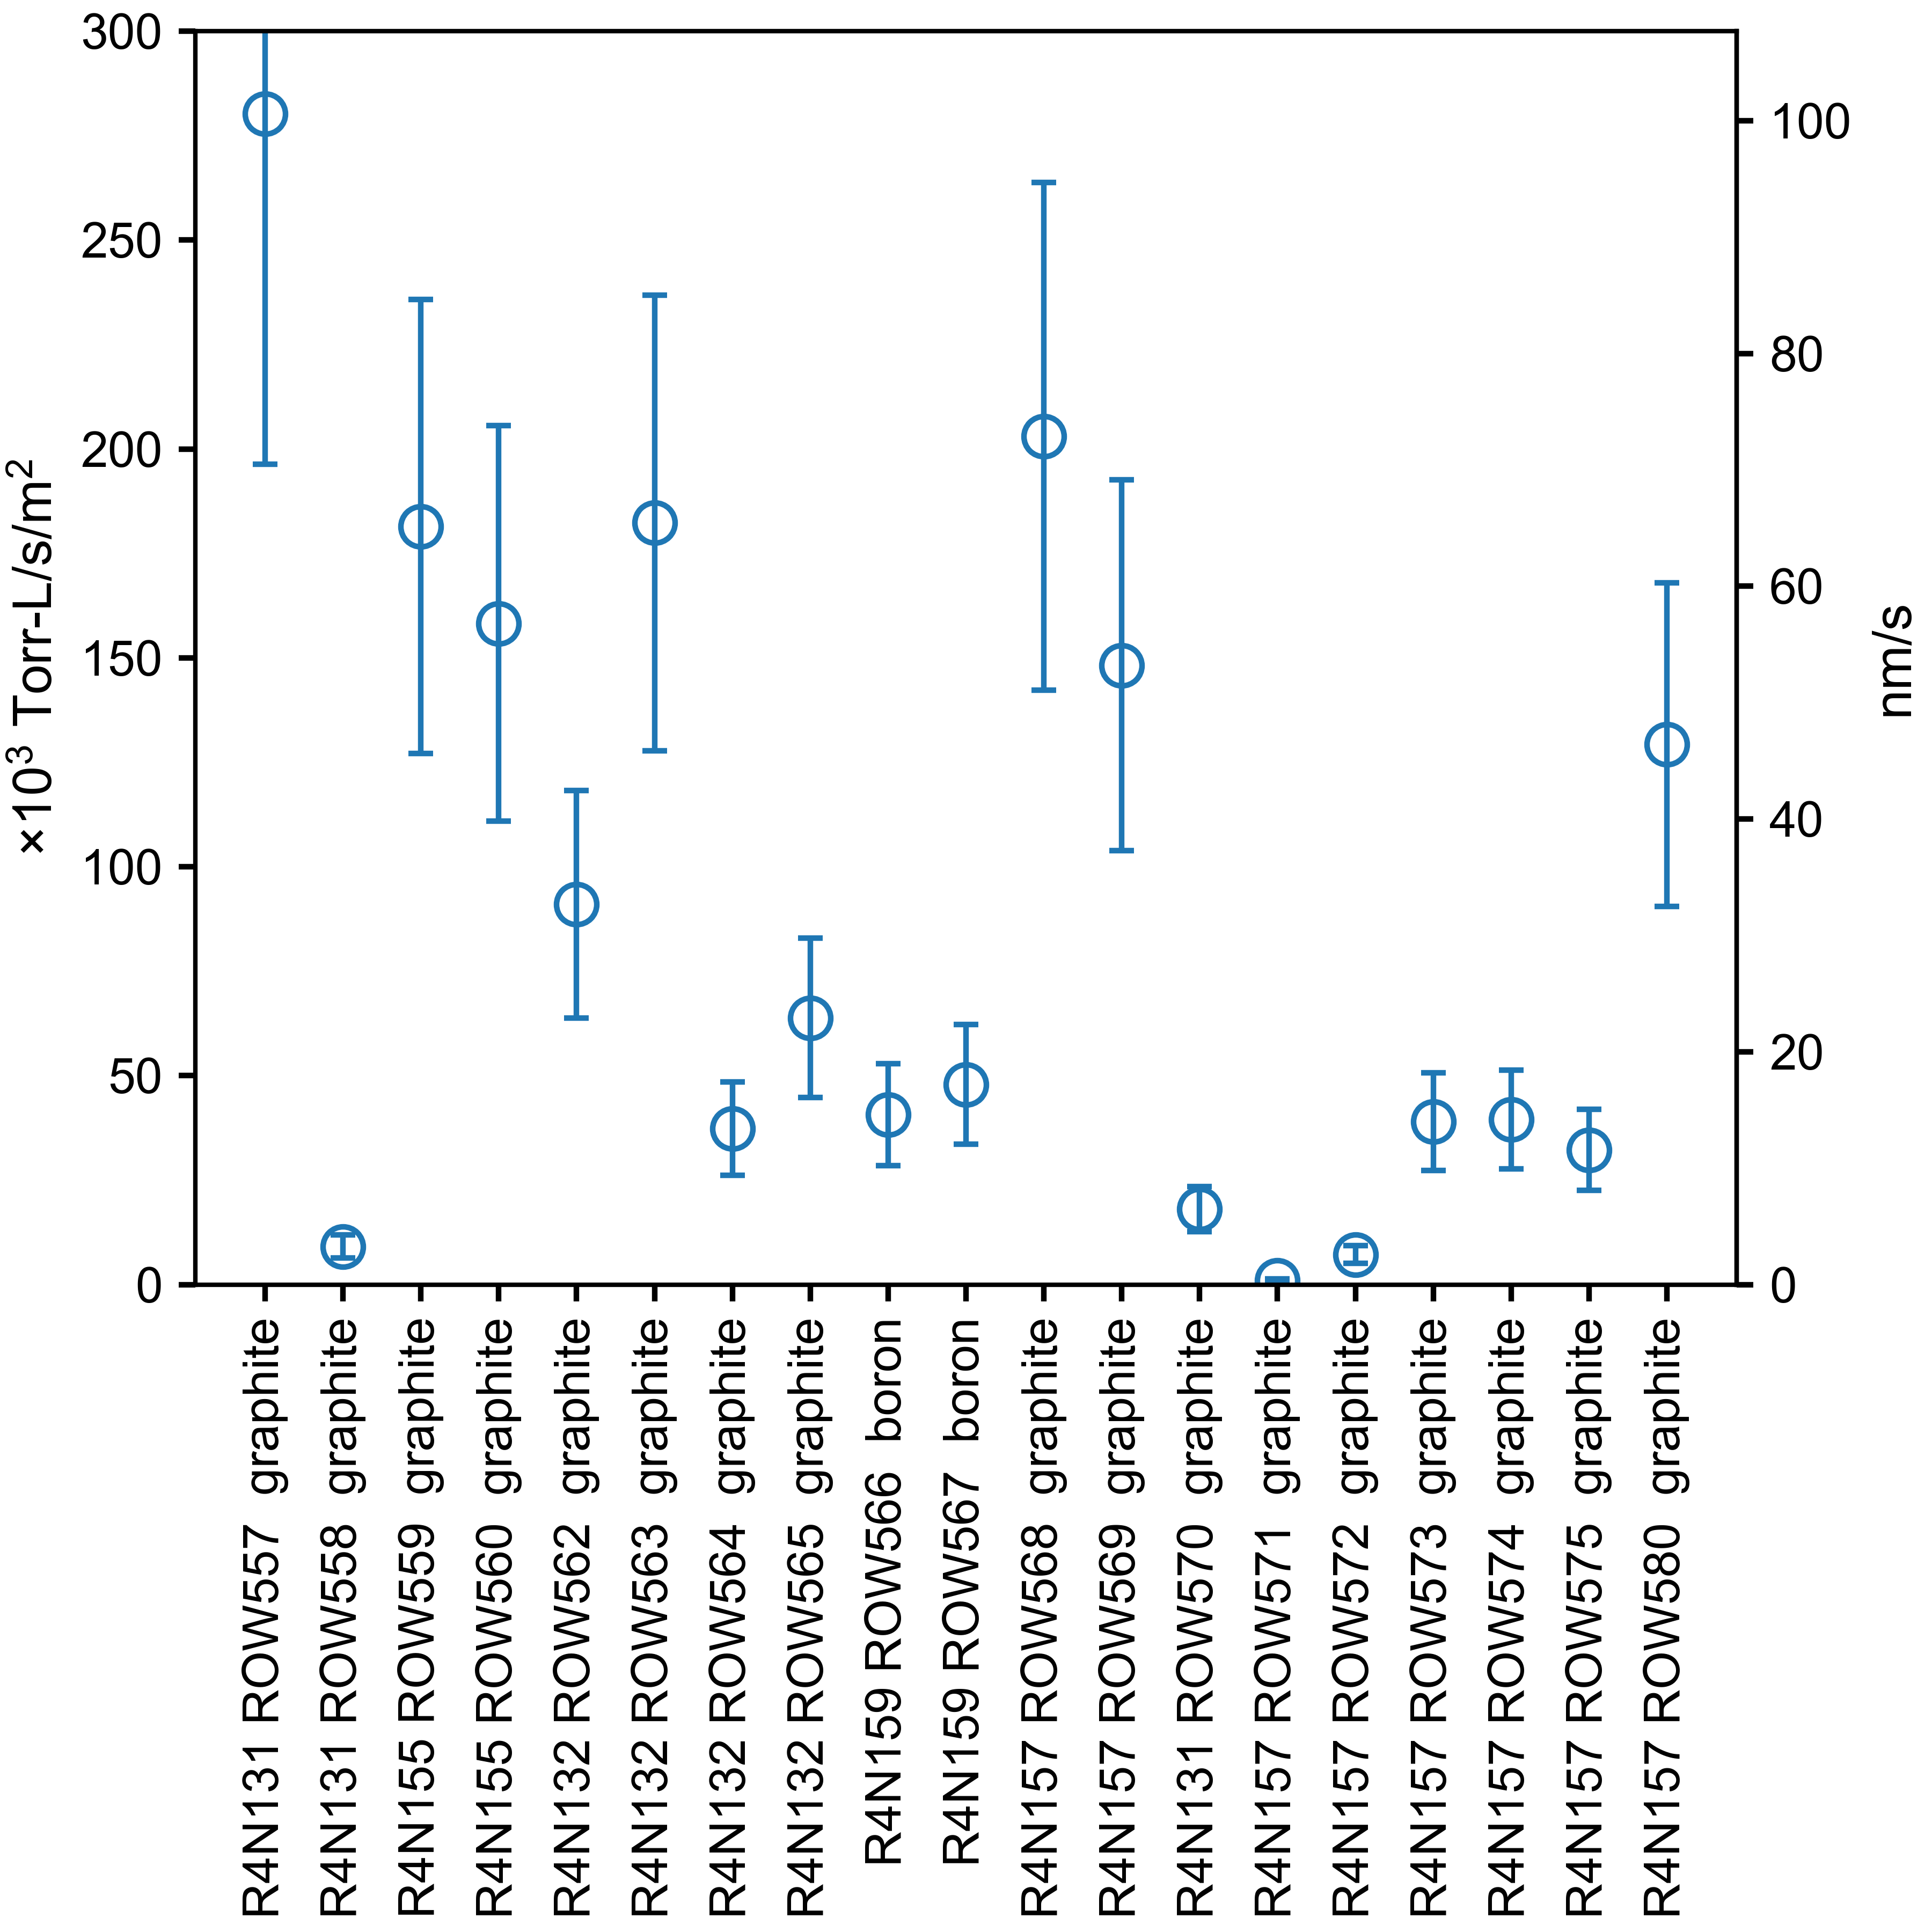 300
250
200
150
100
50
0
×10³ Torr-L/s/m²
100
80
60
40
20
0
nm/s
R4N131 ROW557 graphite
R4N131 ROW558 graphite
R4N155 ROW559 graphite
R4N155 ROW560 graphite
R4N132 ROW562 graphite
R4N132 ROW563 graphite
R4N132 ROW564 graphite
R4N132 ROW565 graphite
R4N159 ROW566 boron
R4N159 ROW567 boron
R4N157 ROW568 graphite
R4N157 ROW569 graphite
R4N131 ROW570 graphite
R4N157 ROW571 graphite
R4N157 ROW572 graphite
R4N157 ROW573 graphite
R4N157 ROW574 graphite
R4N157 ROW575 graphite
R4N157 ROW580 graphite